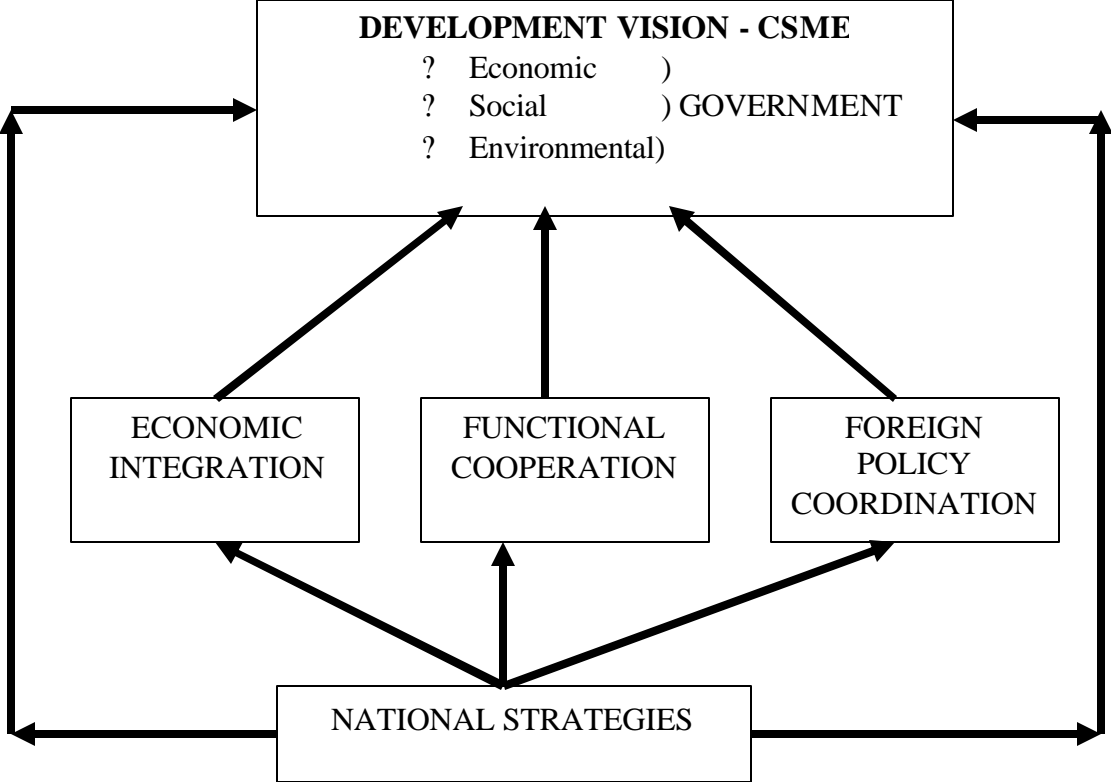 DEVELOPMENT VISION - CSME
? Economic )
? Social ) GOVERNMENT
? Environmental)
ECONOMIC
INTEGRATION
FUNCTIONAL
COOPERATION
FOREIGN
POLICY
COORDINATION
NATIONAL STRATEGIES